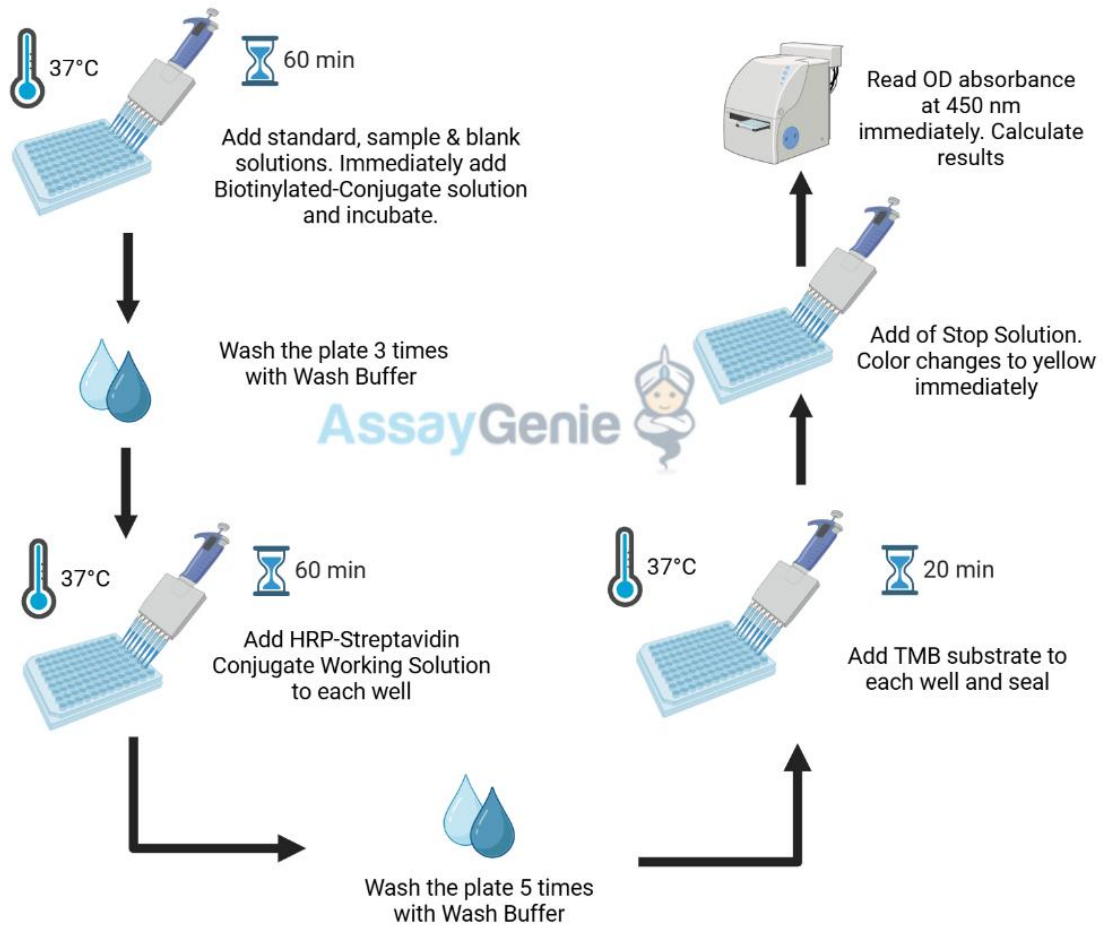 37°C
60 min
Add standard, sample & blank
solutions. Immediately add
Biotinylated-Conjugate solution
and incubate.
Wash the plate 3 times
with Wash Buffer
37°C
60 min
Add HRP-Streptavidin
Conjugate Working Solution
to each well
Wash the plate 5 times
with Wash Buffer
37°C
20 min
Add TMB substrate to
each well and seal
Add of Stop Solution.
Color changes to yellow
immediately
Read OD absorbance
at 450 nm
immediately. Calculate
results
AssayGenie